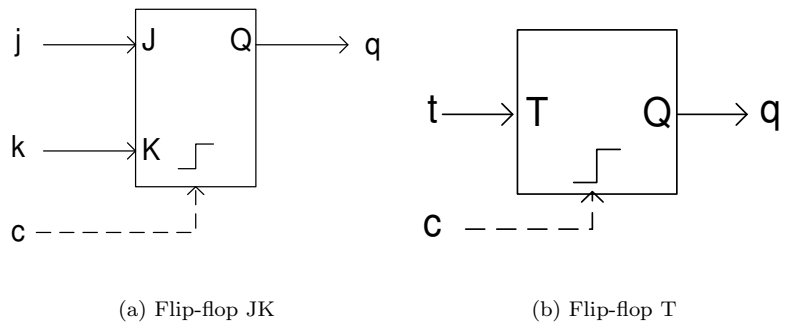 j J Q q
k K
c
(a) Flip-flop JK
t T Q q
c
(b) Flip-flop T